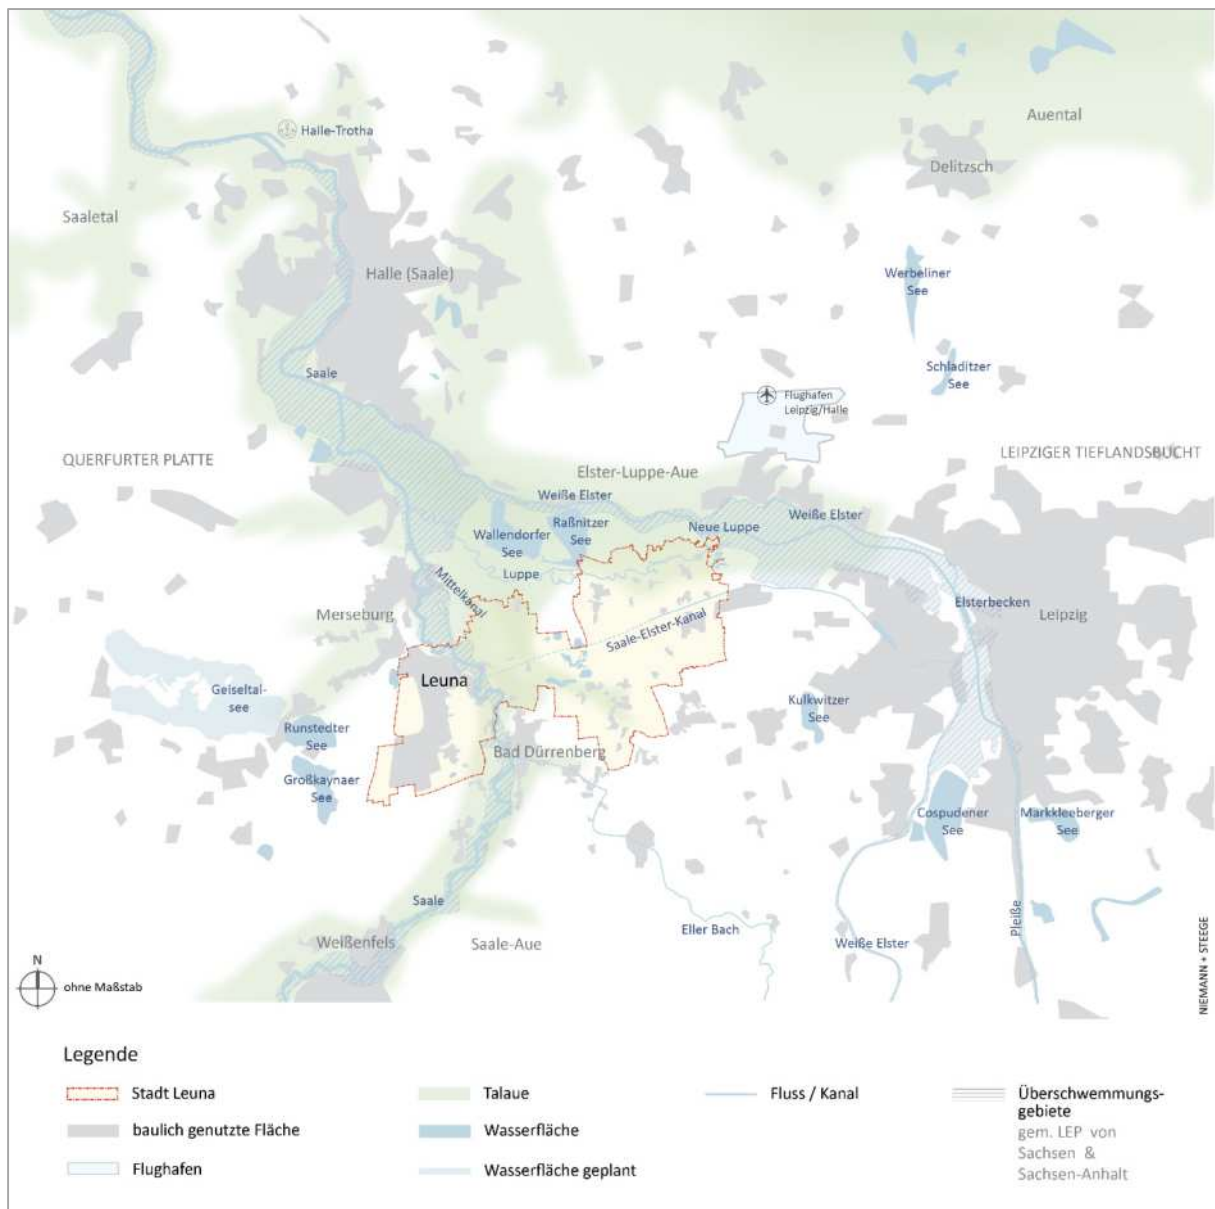 Auental
Halle-Trotha
Delitzsch
Saaletal
Halle (Saale)
Werbeliner
See
Saale
Schladitzer
See
Flughafen
Leipzig/Halle
QUERFURTER PLATTE
Elster-Luppe-Aue
LEIPZIGER TIEFLANDSBUCHT
Weiße Elster
Weiße Elster
Raßnitzer
See
Neue Luppe
Wallendorfer
See
Luppe
Mittelkanal
Merseburg
Elsterbecken
Leipzig
Saale-Elster-Kanal
Leuna
Geiseltal-
see
Kulkwitzer
See
Runstedter
See
Bad Dürrenberg
Großkaynaer
See
Cospudener
See
Markkleeberger
See
Saale
Pleiße
Eller Bach
Weißenfels
Saale-Aue
Weiße Elster
N
ohne Maßstab
NIEMANN + STEEGE
Legende
Stadt Leuna
baulich genutzte Fläche
Flughafen
Talaue
Wasserfläche
Wasserfläche geplant
Fluss / Kanal
Überschwemmungs-
gebiete
gem. LEP von
Sachsen &
Sachsen-Anhalt